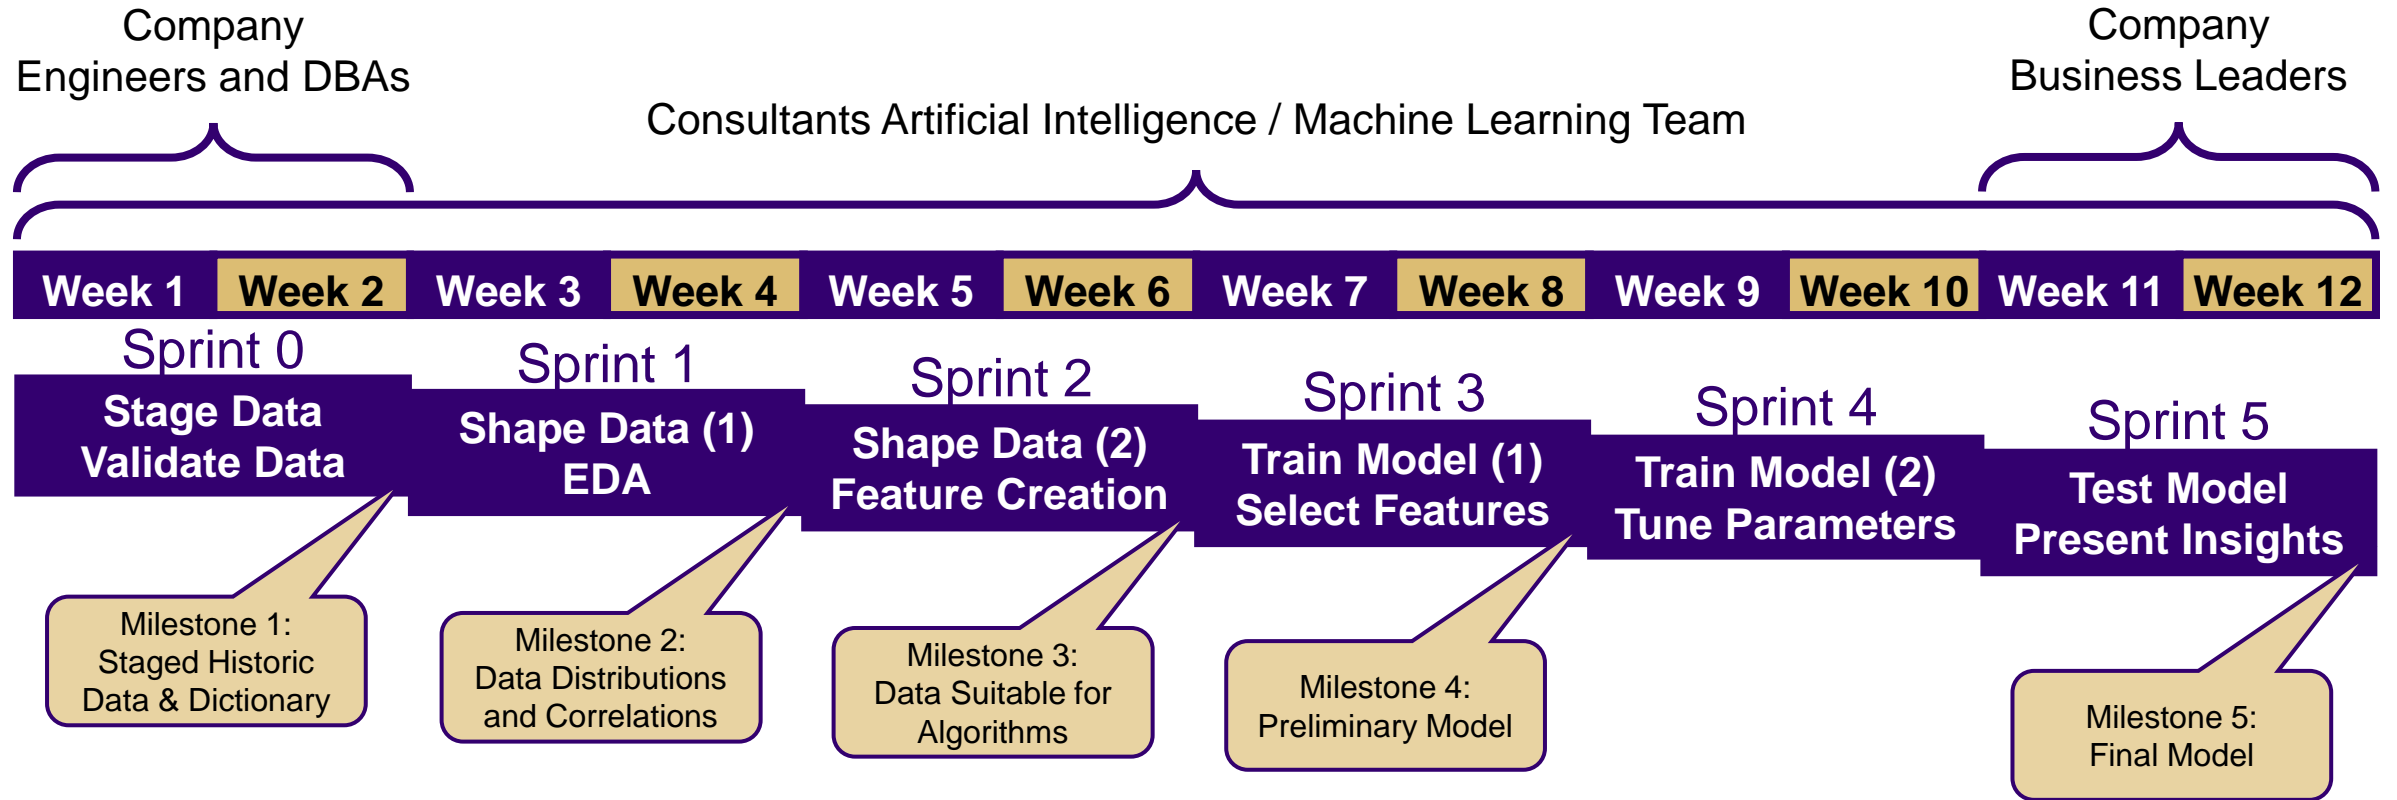 Company
Engineers and DBAs
Consultants Artificial Intelligence / Machine Learning Team
Company
Business Leaders
Week 1 Week 2 Week 3 Week 4 Week 5 Week 6 Week 7 Week 8 Week 9 Week 10 Week 11 Week 12
Sprint 0
Stage Data
Validate Data
Sprint 1
Shape Data (1)
EDA
Sprint 2
Shape Data (2)
Feature Creation
Sprint 3
Train Model (1)
Select Features
Sprint 4
Train Model (2)
Tune Parameters
Sprint 5
Test Model
Present Insights
Milestone 1:
Staged Historic
Data & Dictionary
Milestone 2:
Data Distributions
and Correlations
Milestone 3:
Data Suitable for
Algorithms
Milestone 4:
Preliminary Model
Milestone 5:
Final Model